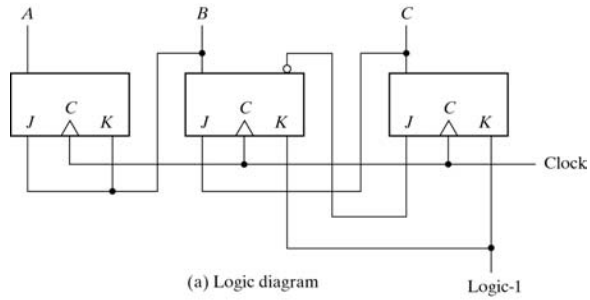 A B C
J C K J C K J C K
Clock
(a) Logic diagram
Logic-1